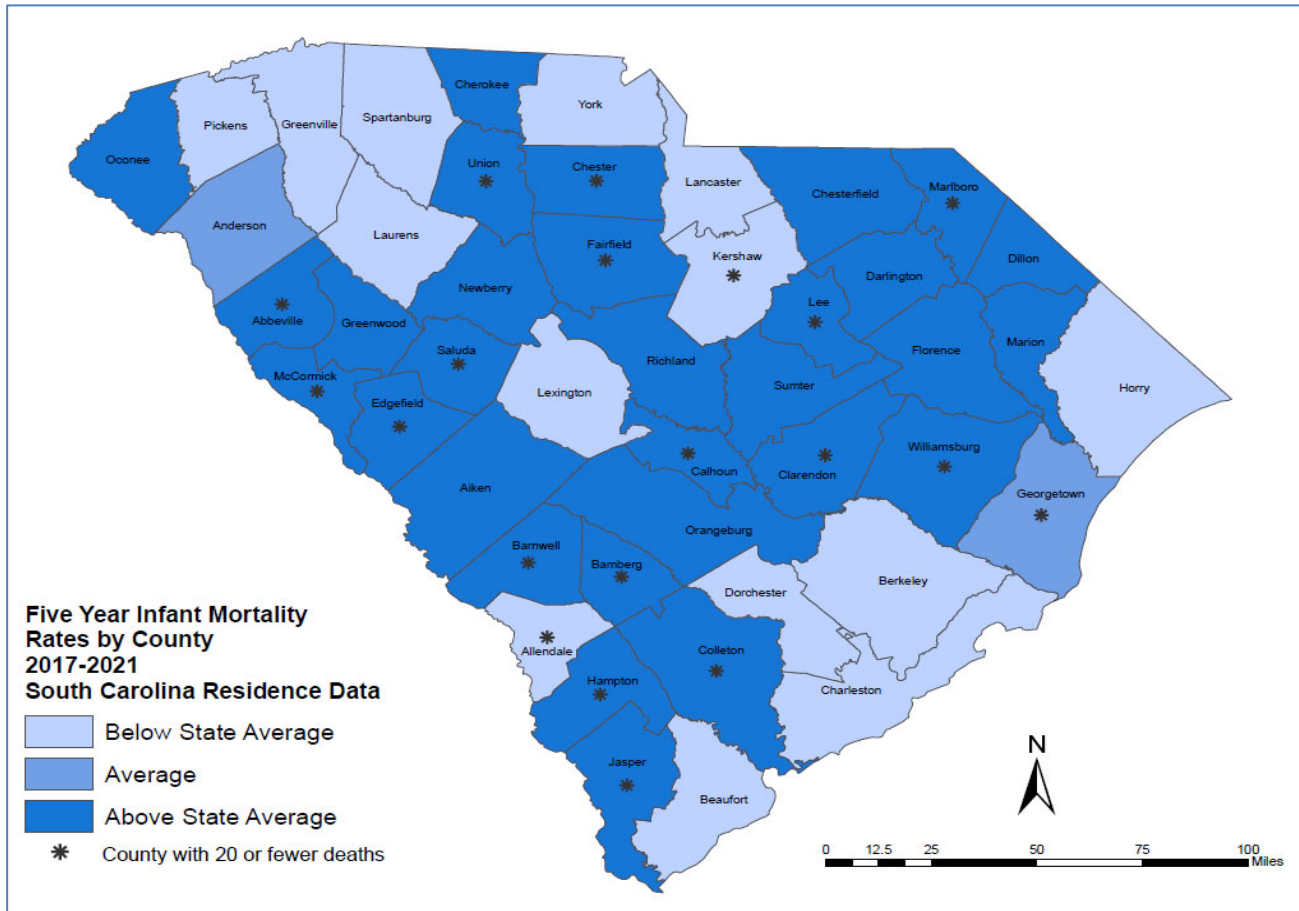 Cherokee
York
Spartanburg
Greenville
Pickens
Oconee
Union
Chester
Lancaster
Chesterfield
Marlboro
Anderson
Laurens
Fairfield
Kershaw
Dillon
Darlington
Newberry
Lee
Abbeville
Greenwood
Saluda
Richland
Florence
Marion
McCormick
Edgefield
Lexington
Sumter
Horry
Aiken
Calhoun
Clarendon
Williamsburg
Georgetown
Orangeburg
Barnwell
Bamberg
Berkeley
Dorchester
Allendale
Colleton
Hampton
Charleston
Jasper
Beaufort
Five Year Infant Mortality
Rates by County
2017-2021
South Carolina Residence Data
Below State Average
Average
Above State Average
County with 20 or fewer deaths
N
0 12.5 25 50 75 100
Miles